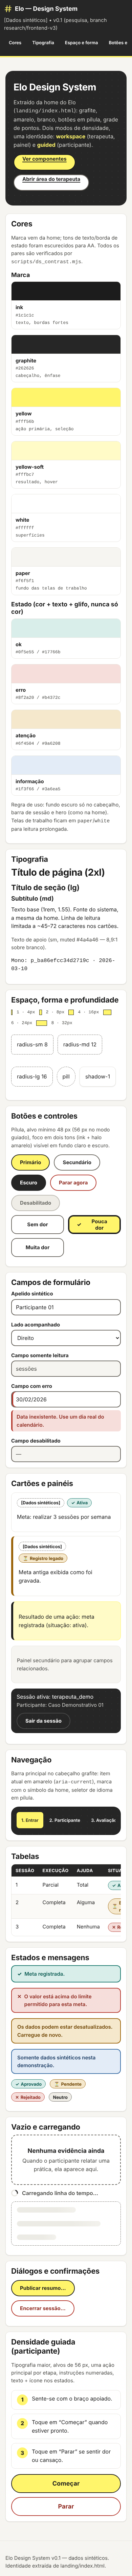 Elo — Design System
[Dados sintéticos] • v0.1 (pesquisa, branch
research/frontend-v3)
Cores Tipografia Espaço e forma Botões e
Elo Design System
Extraído da home do Elo
(landing/index.html): grafite,
amarelo, branco, botões em pílula, grandes
pontos. Dois modos de densidade,
uma identidade: workspace (terapeuta,
painel) e guided (participante).
Ver componentes
Abrir área do terapeuta
Cores
Marca vem da home; tons de texto/borda de
estado foram escurecidos para AA. Todos os
pares são verificados por
scripts/ds_contrast.mjs.
Marca
ink
#1c1c1c
texto, bordas fortes
graphite
#262626
cabeçalho, ênfase
yellow
ação primária, seleção
yellow-soft
resultado, hover
white
#ffffff
superfícies
paper
#f6f5f1
fundo das telas do trabalho
Estado (cor + texto + glifo, nunca só
cor)
ok
erro
atenção
informação
Regra de uso: fundo escuro só no cabeçalho,
barra de sessão e hero (como na home).
Telas de trabalho ficam em paper/white
para leitura prolongada.
Tipografia
Título de página (2xl)
Título de seção (lg)
Subtítulo (md)
Texto base (1rem, 1.55). Fonte do sistema,
a mesma da home. Linha de leitura
limitada a ~45–72 caracteres nos cartões.
Texto de apoio (sm, muted #4a4a46 — 8,9:1
sobre branco).
Mono: p_ba06efcc34d2719c · 2026-
03-10
Espaço, forma e profundidade
1 · 4px 2 · 8px 4 · 16px
6 · 24px 8 · 32px
radius-sm 8 radius-md 12
radius-lg 16 pill shadow-1
Botões e controles
Pílula, alvo mínimo 48 px (56 px no modo
guiado), foco em dois tons (ink + halo
amarelo) visível em fundo claro e escuro.
Primário Secundário
Escuro Parar agora
Desabilitado
Sem dor ✓ Pouca
dor
Muita dor
Campos de formulário
Apelido sintético
Participante 01
Lado acompanhado
Direito
Campo somente leitura
sessões
Campo com erro
30/02/2026
Data inexistente. Use um dia real do
calendário.
Campo desabilitado
—
Cartões e painéis
[Dados sintéticos] ✓ Ativa
Meta: realizar 3 sessões por semana
[Dados sintéticos]
⌛ Registro legado
Meta antiga exibida como foi
gravada.
Resultado de uma ação: meta
registrada (situação: ativa).
Painel secundário para agrupar campos
relacionados.
Sessão ativa: terapeuta_demo
Participante: Caso Demonstrativo 01
Sair da sessão
Tabelas
SESSÃO EXECUÇÃO AJUDA SITUA
1 Parcial Total ✓ A
2 Completa Alguma
3 Completa Nenhuma
Navegação
Barra principal no cabeçalho grafite: item
atual em amarelo (aria-current), marca
com o símbolo da home, seletor de idioma
em pílula.
1. Entrar 2. Participante 3. Avaliação
Estados e mensagens
✓ Meta registrada.
✕ O valor está acima do limite
permitido para esta meta.
Os dados podem estar desatualizados.
Carregue de novo.
Somente dados sintéticos nesta
demonstração.
✓ Aprovado ⌛ Pendente
✕ Rejeitado Neutro
Vazio e carregando
Nenhuma evidência ainda
Quando o participante relatar uma
prática, ela aparece aqui.
Carregando linha do tempo...
Diálogos e confirmações
Publicar resumo...
Encerrar sessão...
Densidade guiada
(participante)
Tipografia maior, alvos de 56 px, uma ação
principal por etapa, instruções numeradas,
texto + ícone nos estados.
1 Sente-se com o braço apoiado.
2 Toque em “Começar” quando
estiver pronto.
3 Toque em “Parar” se sentir dor
ou cansaço.
Começar
Parar
Elo Design System v0.1 — dados sintéticos.
Identidade extraída de landing/index.html.